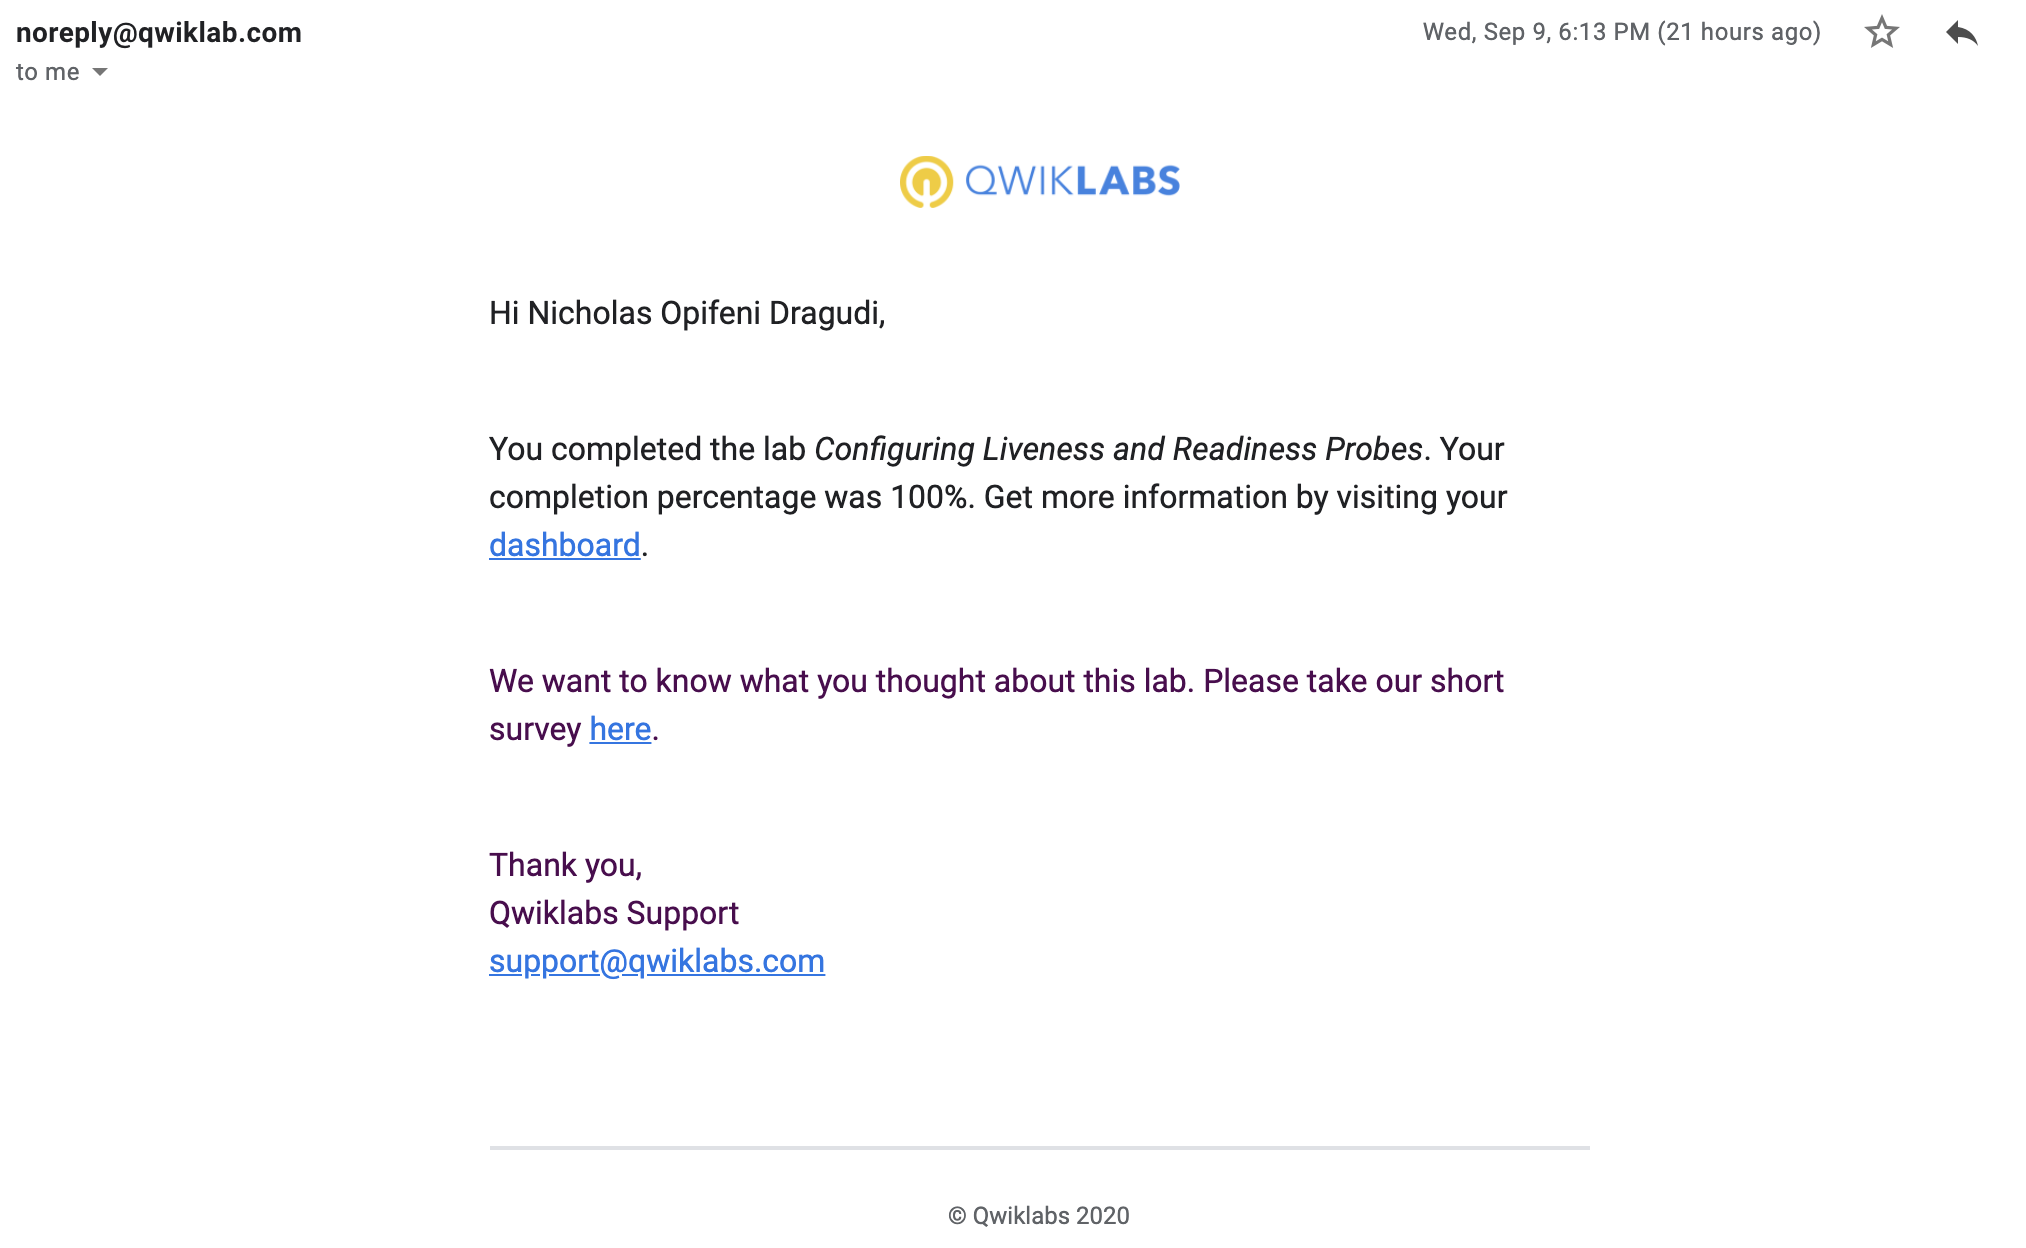 noreply@qwiklab.com
Wed, Sep 9, 6:13 PM (21 hours ago)
to me
QWIKLABS
Hi Nicholas Opifeni Dragudi,
You completed the lab Configuring Liveness and Readiness Probes. Your
completion percentage was 100%. Get more information by visiting your
dashboard.
We want to know what you thought about this lab. Please take our short
survey here.
Thank you,
Qwiklabs Support
support@qwiklabs.com
© Qwiklabs 2020